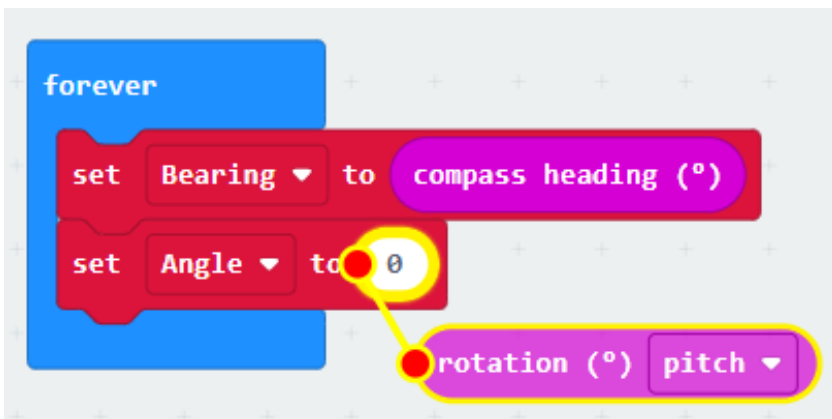 forever
set Bearing to compass heading (º)
set Angle to 0
rotation (º) pitch